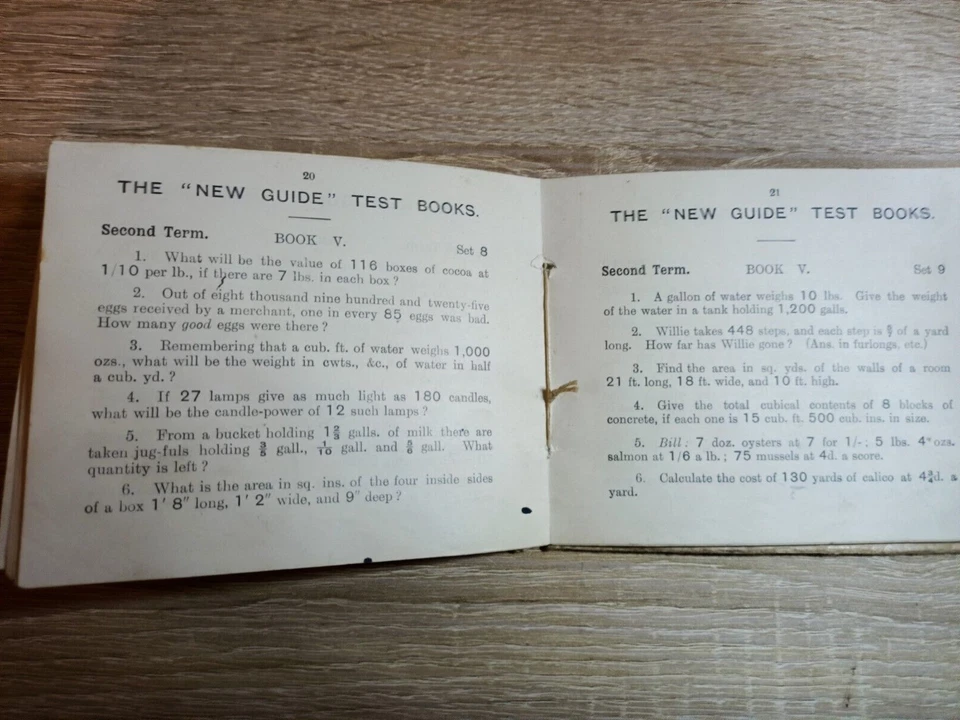 20
THE "NEW GUIDE" TEST BOOKS.
Second Term. BOOK V. Set 8
1. What will be the value of 116 boxes of cocoa at
1/10 per lb., if there are 7 lbs. in each box?
2. Out of eight thousand nine hundred and twenty-five
eggs received by a merchant, one in every 85 eggs was bad.
How many good eggs were there?
3. Remembering that a cub. ft. of water weighs 1,000
ozs., what will be the weight in cwts., &c., of water in half
a cub. yd.?
4. If 27 lamps give as much light as 180 candles,
what will be the candle-power of 12 such lamps?
5. From a bucket holding galls. of milk there are
taken jug-fuls holding gall., 1/10 gall. and gall. What
quantity is left?
6. What is the area in sq. ins. of the four inside sides
of a box 1' 8" long, 1' 2" wide, and 9" deep?
21
THE "NEW GUIDE" TEST BOOKS.
Second Term. BOOK V. Set 9
1. A gallon of water weighs 10 lbs. Give the weight
of the water in a tank holding 1,200 galls.
2. Willie takes 448 steps, and each step is of a yard
long. How far has Willie gone? (Ans. in furlongs, etc.)
3. Find the area in sq. yds. of the walls of a room
21 ft. long, 18 ft. wide, and 10 ft. high.
4. Give the total cubical contents of 8 blocks of
concrete, if each one is 15 cub. ft. 500 cub. ins. in size.
5. Bill: 7 doz. oysters at 7 for 1/-; 5 lbs. 4 ozs.
salmon at 1/6 a lb.; 75 mussels at 4d. a score.
6. Calculate the cost of 130 yards of calico at 4¾d. a
yard.